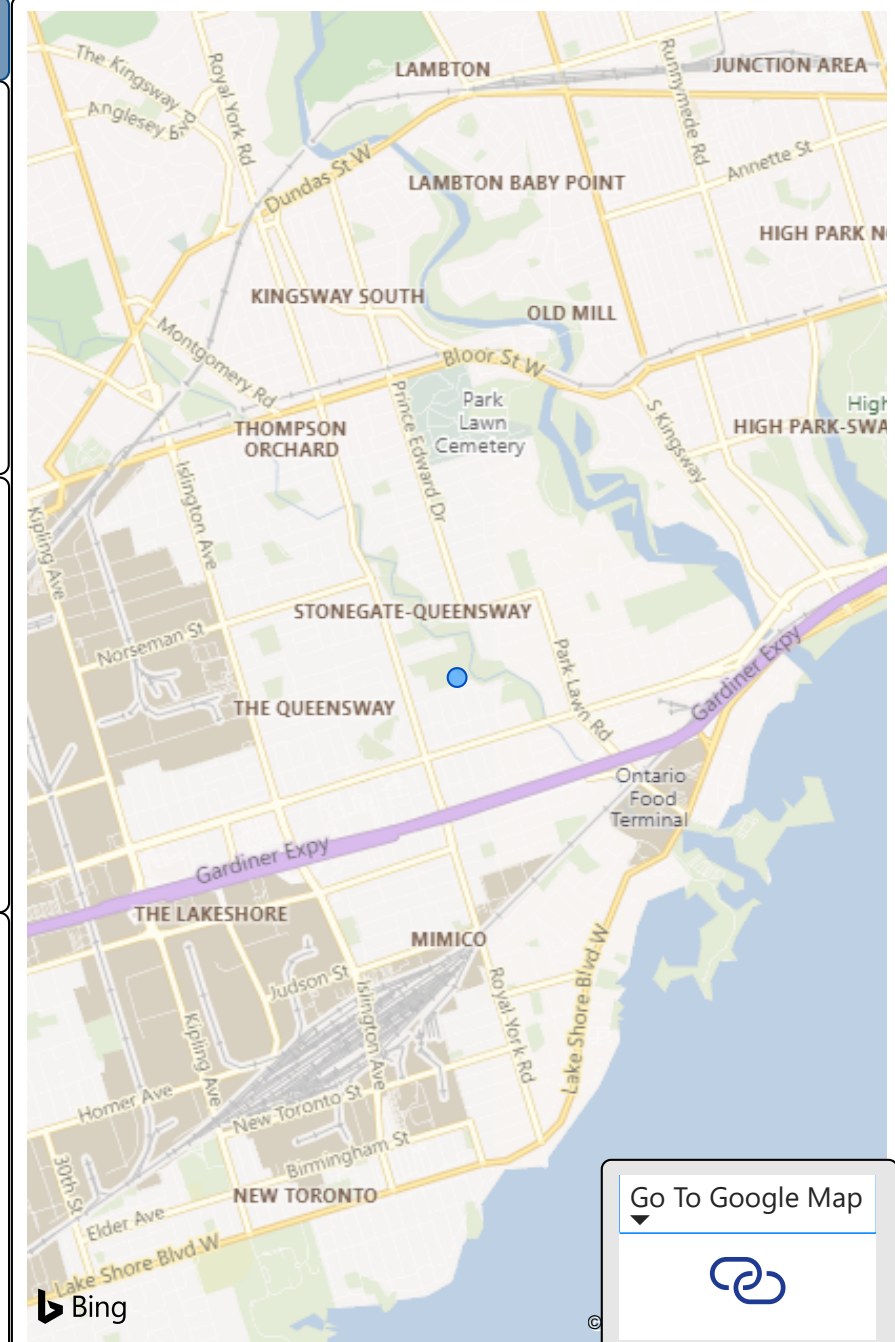 LAMBTON
JUNCTION AREA
The Kingsway
Royal York Rd
Runnymede Rd
Anglesey Blvd
Dundas St W
Annette St
LAMBTON BABY POINT
HIGH PARK N
KINGSWAY SOUTH
OLD MILL
Montgomery Rd
Bloor St W
Prince Edward Dr
Park
Lawn
Cemetery
S Kingsway
High
HIGH PARK-SWA
THOMPSON
ORCHARD
Islington Ave
Kipling Ave
STONEGATE-QUEENSWAY
Norseman St
Park Lawn Rd
Gardiner Expy
THE QUEENSWAY
Ontario
Food
Terminal
Gardiner Expy
THE LAKESHORE
MIMICO
Judson St
Islington Ave
Royal York Rd
Lake Shore Blvd W
Kipling Ave
Horner Ave
New Toronto St
Birmingham St
30th St
NEW TORONTO
Elder Ave
Lake Shore Blvd W
Bing
©
Go To Google Map